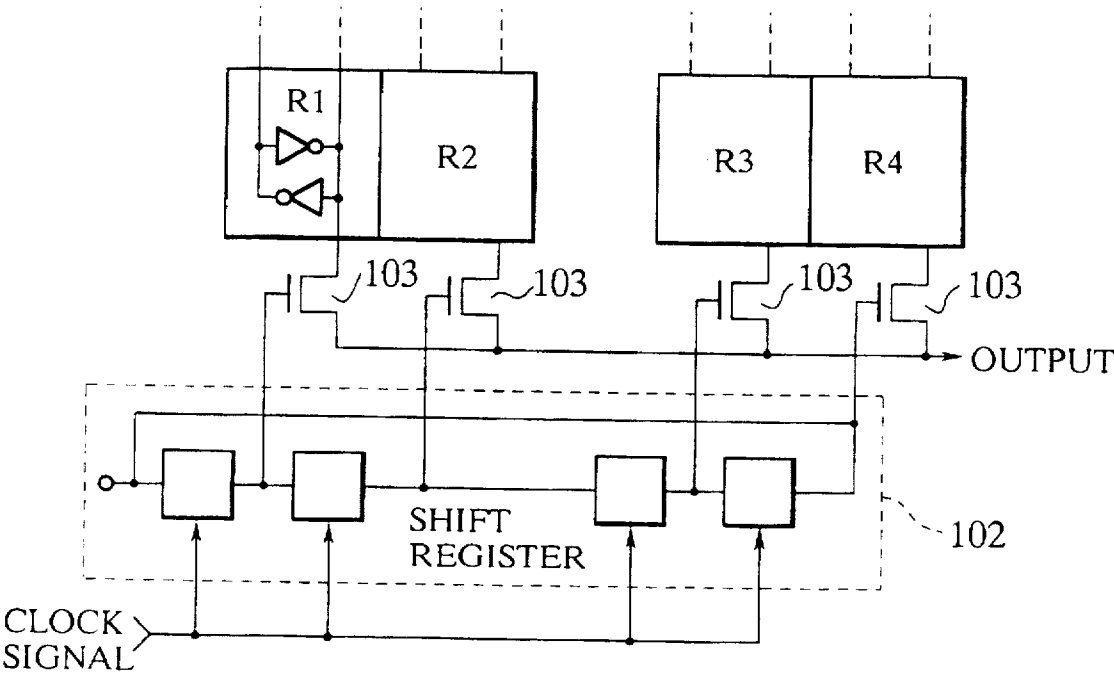 R1
R2
R3
R4
103
103
103
103
OUTPUT
SHIFT
REGISTER
102
CLOCK
SIGNAL